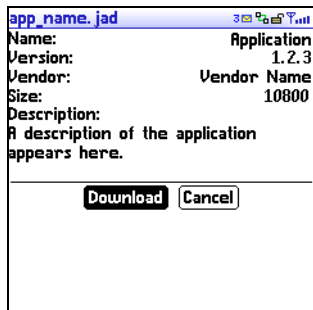 app_name.jad 3
Name: Application
Version: 1.2.3
Vendor: Vendor Name
Size: 10800
Description:
A description of the application
appears here.
Download Cancel